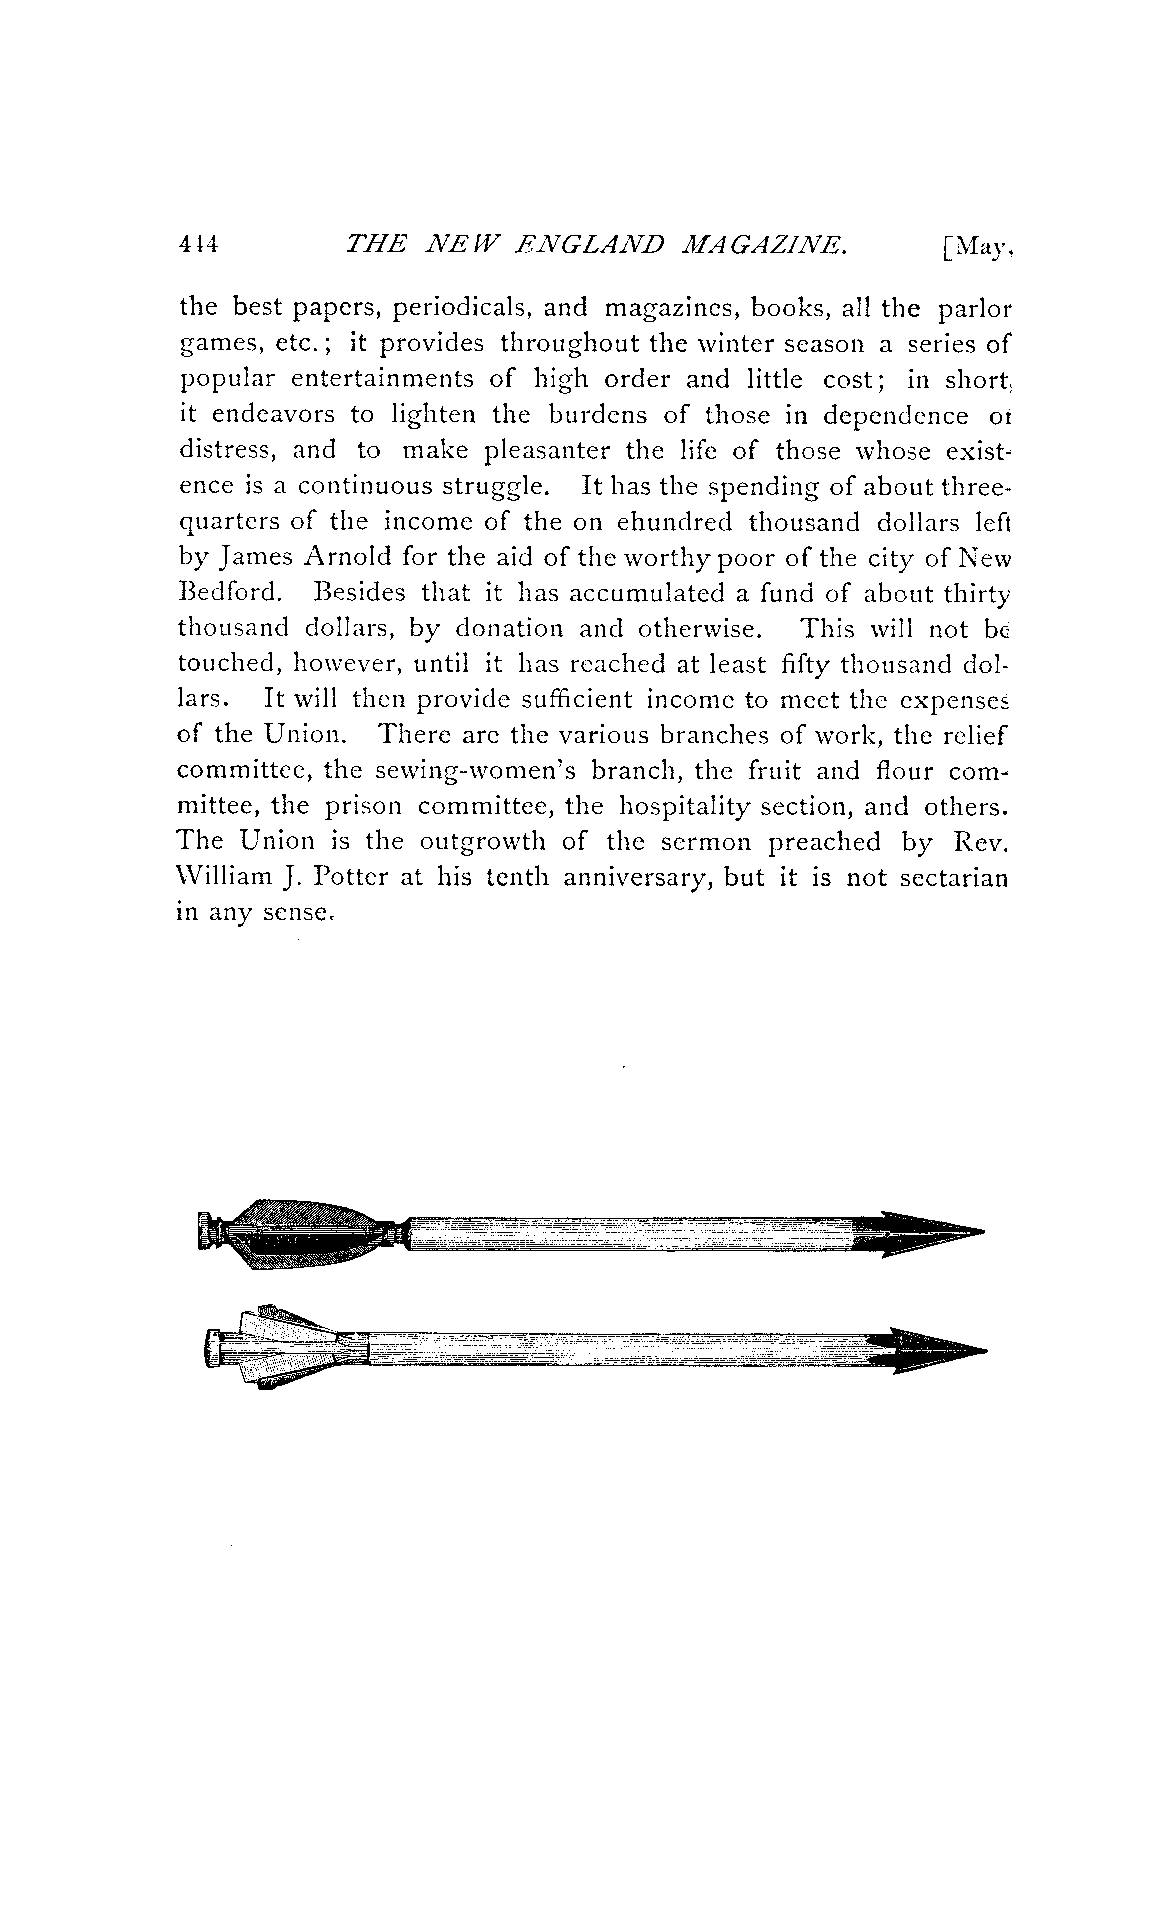 414 THE NEW ENGLAND MAGAZINE. [May,
the best papers, periodicals, and magazines, books, all the parlor
games, etc.; it provides throughout the winter season a series of
popular entertainments of high order and little cost; in short,
it endeavors to lighten the burdens of those in dependence or
distress, and to make pleasanter the life of those whose exist-
ence is a continuous struggle. It has the spending of about three-
quarters of the income of the on ehundred thousand dollars left
by James Arnold for the aid of the worthy poor of the city of New
Bedford. Besides that it has accumulated a fund of about thirty
thousand dollars, by donation and otherwise. This will not be
touched, however, until it has reached at least fifty thousand dol-
lars. It will then provide sufficient income to meet the expenses
of the Union. There are the various branches of work, the relief
committee, the sewing-women's branch, the fruit and flour com-
mittee, the prison committee, the hospitality section, and others.
The Union is the outgrowth of the sermon preached by Rev.
William J. Potter at his tenth anniversary, but it is not sectarian
in any sense.